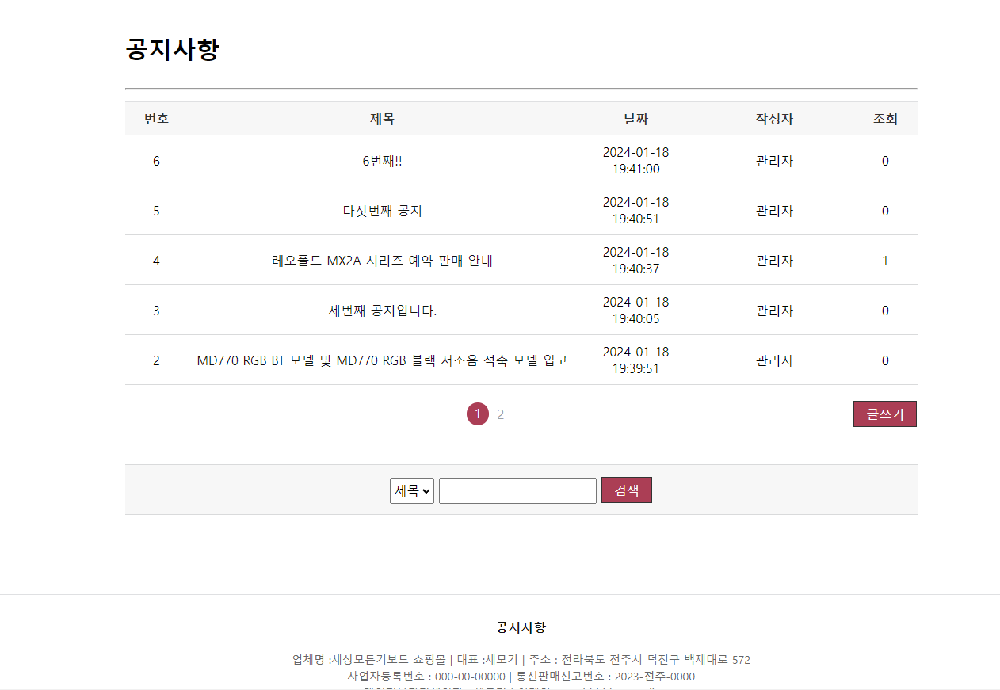 공지사항
번호 제목 날짜 작성자 조회
6 6번째!! 2024-01-18 19:41:00 관리자 0
5 다섯번째 공지 2024-01-18 19:40:51 관리자 0
4 레오폴드 MX2A 시리즈 예약 판매 안내 2024-01-18 19:40:37 관리자 1
3 세번째 공지입니다. 2024-01-18 19:40:05 관리자 0
2 MD770 RGB BT 모델 및 MD770 RGB 블랙 저소음 적축 모델 입고 2024-01-18 19:39:51 관리자 0
1 2 글쓰기
제목 검색
공지사항
업체명 :세상모든키보드 쇼핑몰 | 대표 :세모키 | 주소 : 전라북도 전주시 덕진구 백제대로 572
사업자등록번호 : 000-00-00000 | 통신판매신고번호 : 2023-전주-0000